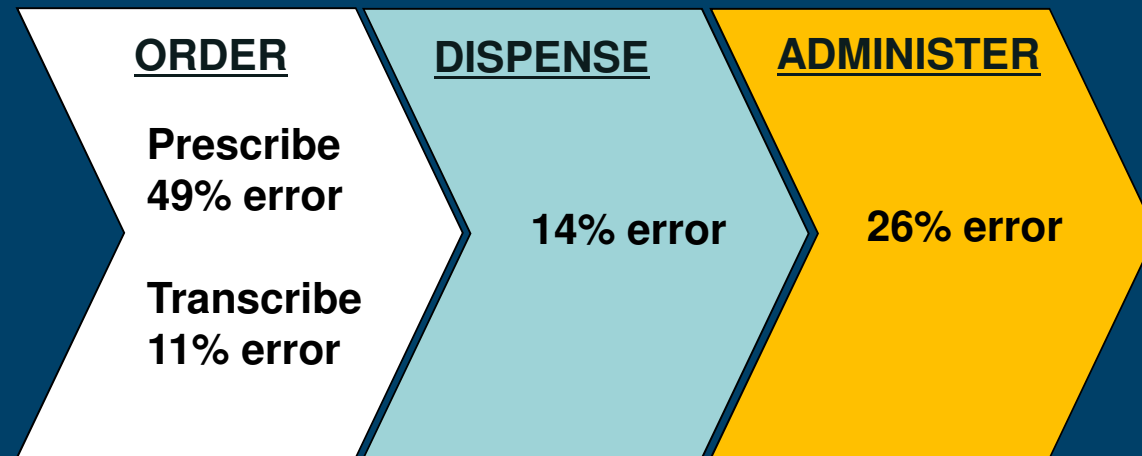 ORDER
Prescribe
49% error
Transcribe
11% error
DISPENSE
14% error
ADMINISTER
26% error